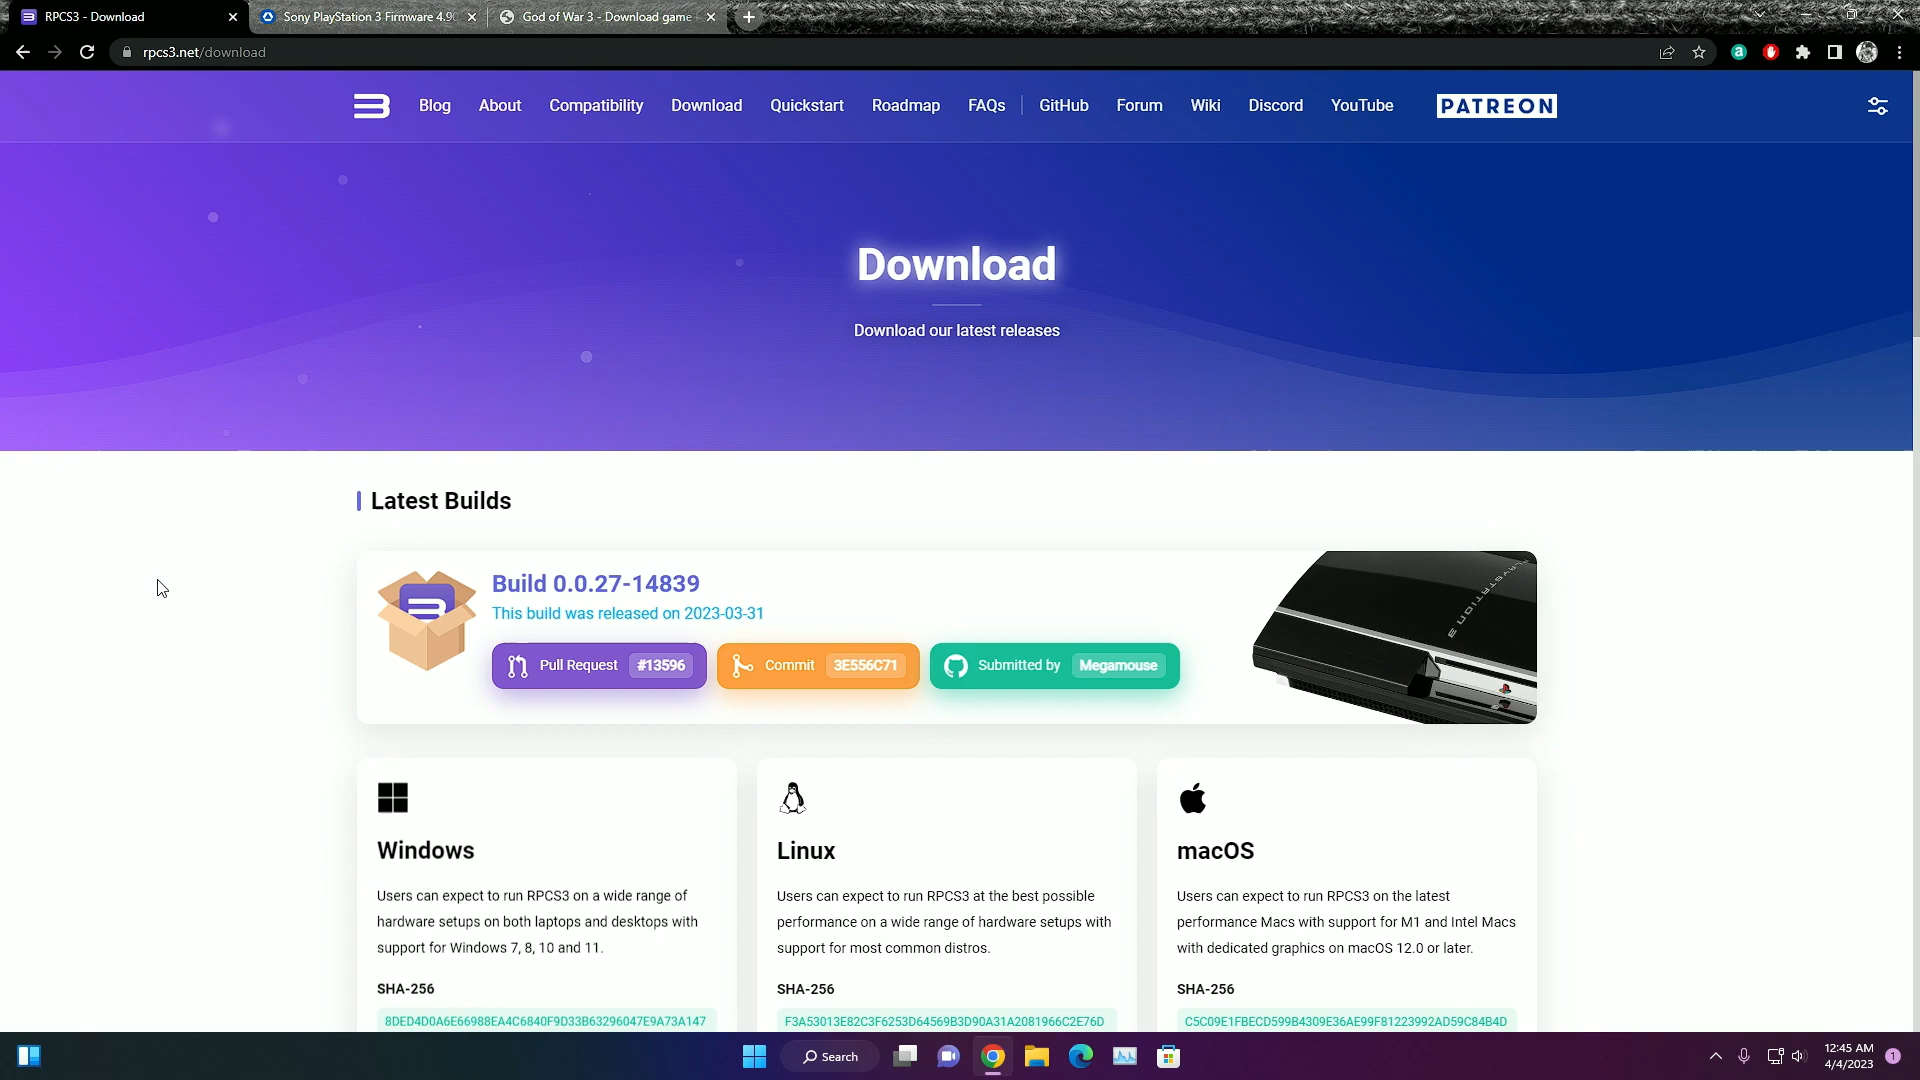 RPCS3 - Download
Sony PlayStation 3 Firmware 4.90
God of War 3 - Download game
rpcs3.net/download
Blog
About
Compatibility
Download
Quickstart
Roadmap
FAQs
GitHub
Forum
Wiki
Discord
YouTube
PATREON
Download
Download our latest releases
Latest Builds
Build 0.0.27-14839
This build was released on 2023-03-31
Pull Request #13596
Commit 3E556C71
Submitted by Megamouse
PLAYSTATION 3
Windows
Users can expect to run RPCS3 on a wide range of
hardware setups on both laptops and desktops with
support for Windows 7, 8, 10 and 11.
SHA-256
8DED4D0A6E66988EA4C6840F9D33B63296047E9A73A147
Linux
Users can expect to run RPCS3 at the best possible
performance on a wide range of hardware setups with
support for most common distros.
SHA-256
F3A53013E82C3F6253D64569B3D90A31A2081966C2E76D
macOS
Users can expect to run RPCS3 on the latest
performance Macs with support for M1 and Intel Macs
with dedicated graphics on macOS 12.0 or later.
SHA-256
C5C09E1FBECD599B4309E36AE99F81223992AD59C84B4D
Search
12:45 AM
4/4/2023
1